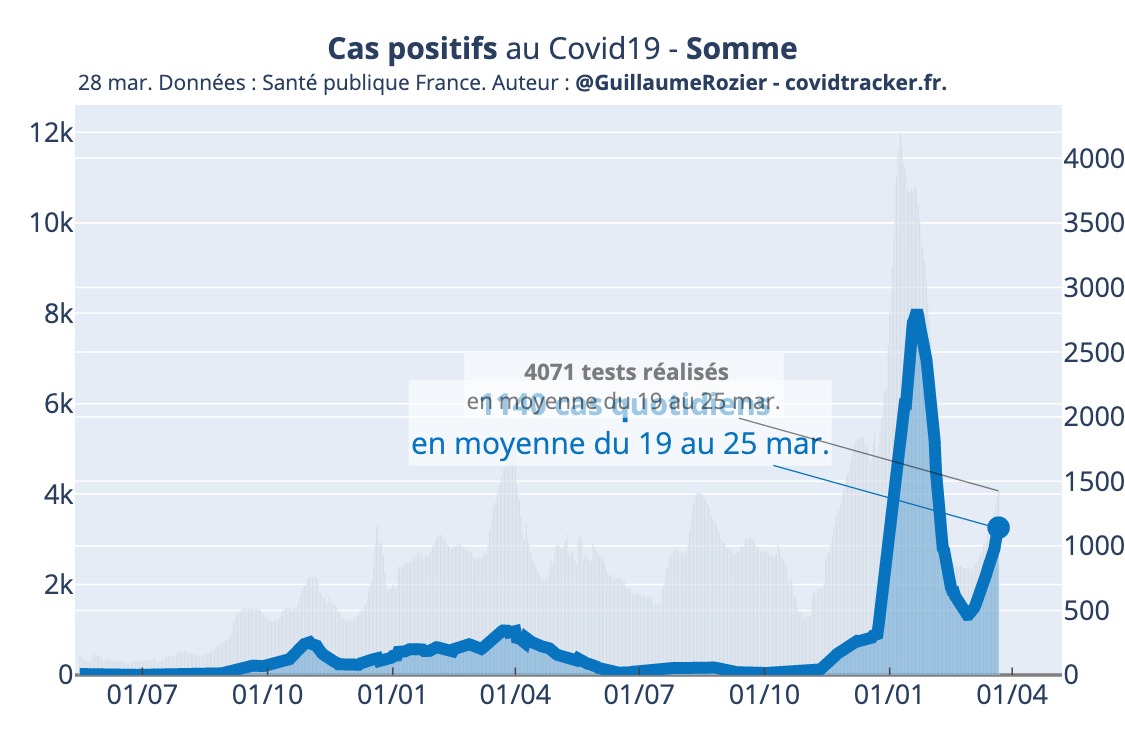 Cas positifs au Covid19 - Somme
28 mar. Données : Santé publique France. Auteur : @GuillaumeRozier - covidtracker.fr.
12k
10k
8k
6k
4k
2k
0
4000
3500
3000
2500
2000
1500
1000
500
0
4071 tests réalisés
en moyenne du 19 au 25 mar.
1140 cas quotidiens
en moyenne du 19 au 25 mar.
01/07 01/10 01/01 01/04 01/07 01/10 01/01 01/04